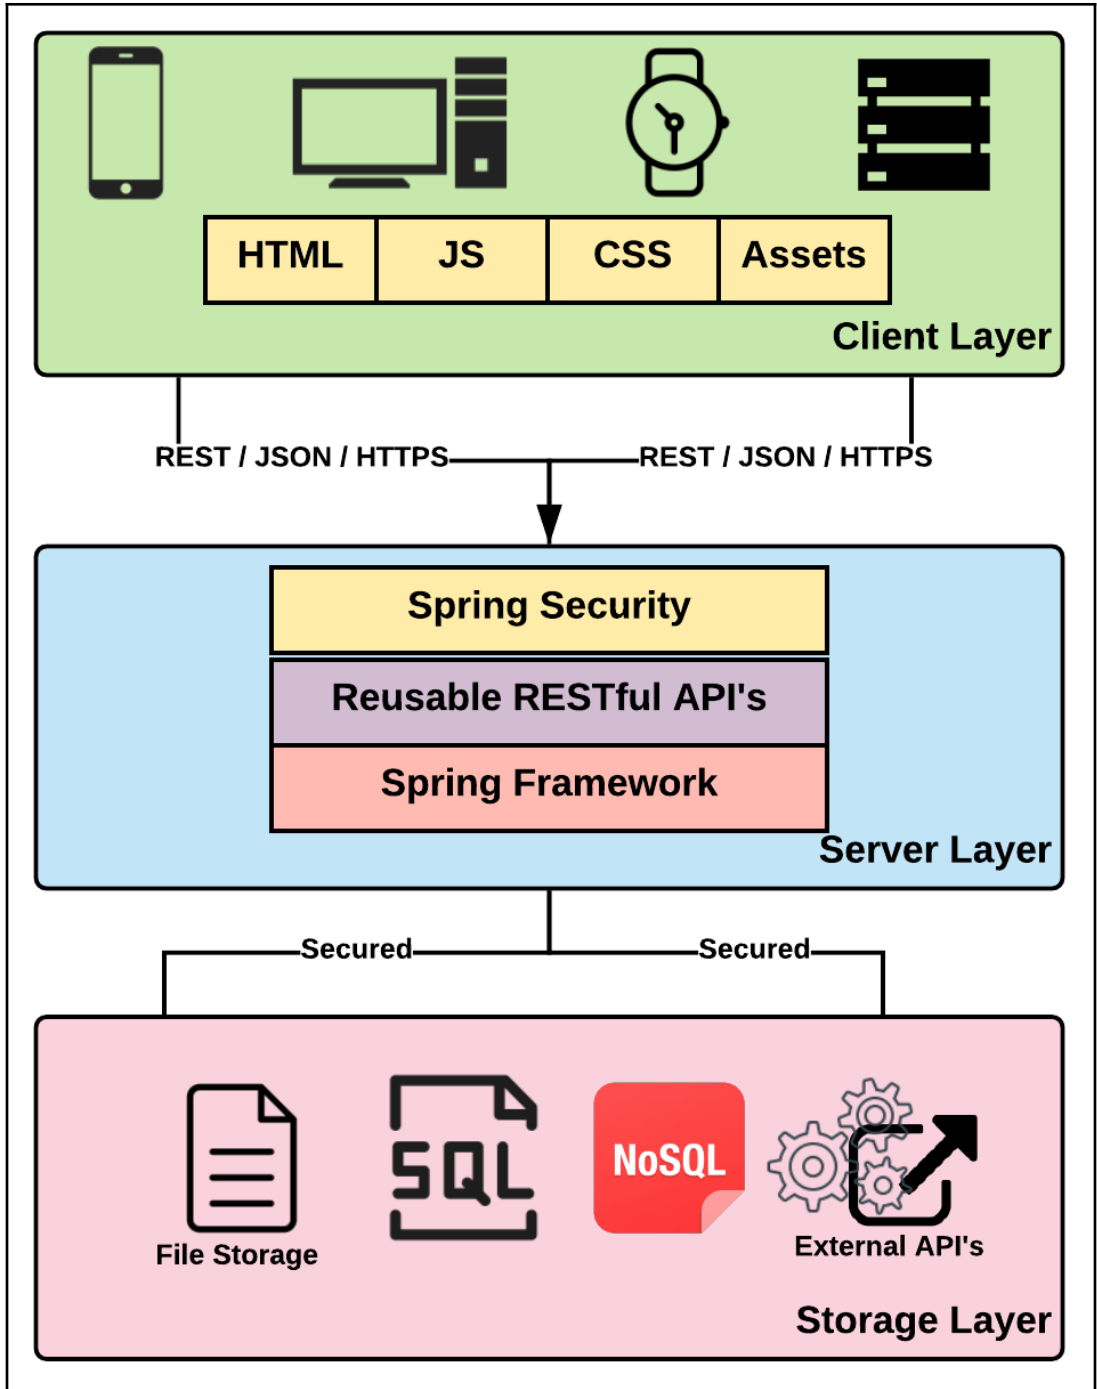 HTML
JS
CSS
Assets
Client Layer
REST / JSON / HTTPS
REST / JSON / HTTPS
Spring Security
Reusable RESTful API's
Spring Framework
Server Layer
Secured
Secured
SQL
NoSQL
File Storage
External API's
Storage Layer